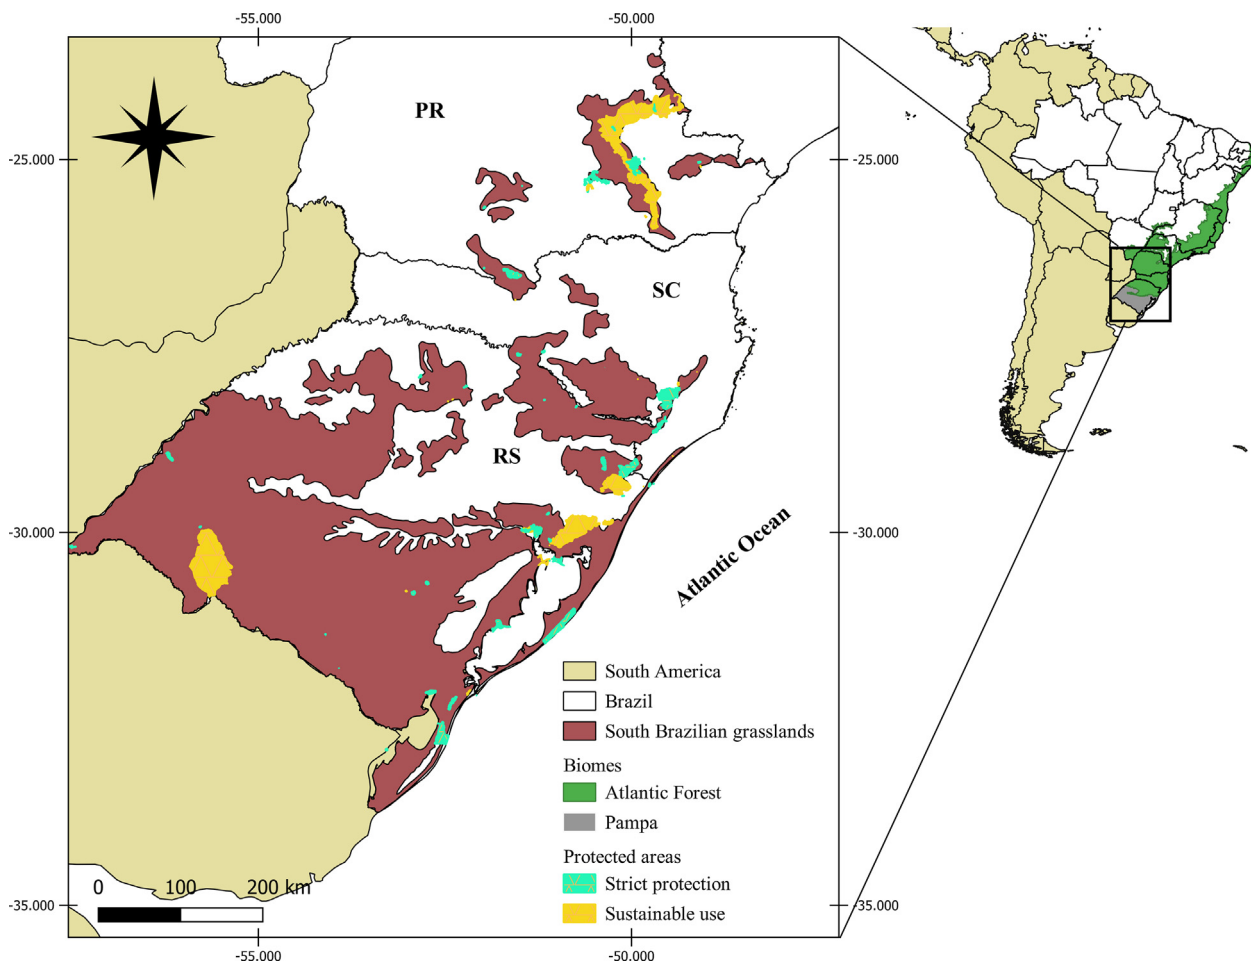 -55.000
-50.000
PR
-25.000
-25.000
SC
RS
-30.000
-30.000
Atlantic Ocean
South America
Brazil
South Brazilian grasslands
Biomes
Atlantic Forest
Pampa
Protected areas
Strict protection
Sustainable use
0 100 200 km
-35.000
-35.000
-55.000
-50.000